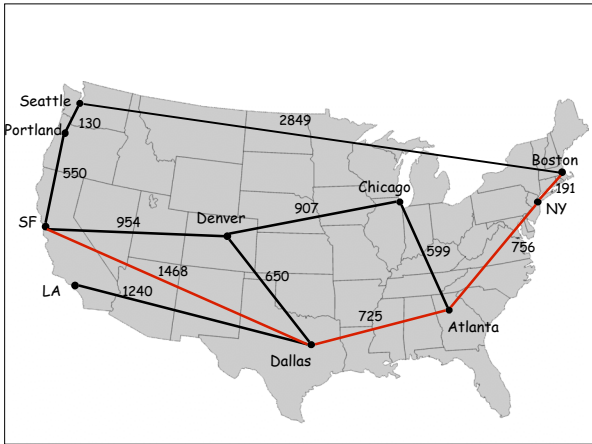 Seattle
Portland
130
2849
Boston
191
550
Chicago
NY
907
954
Denver
SF
756
599
1468
650
LA
1240
725
Atlanta
Dallas